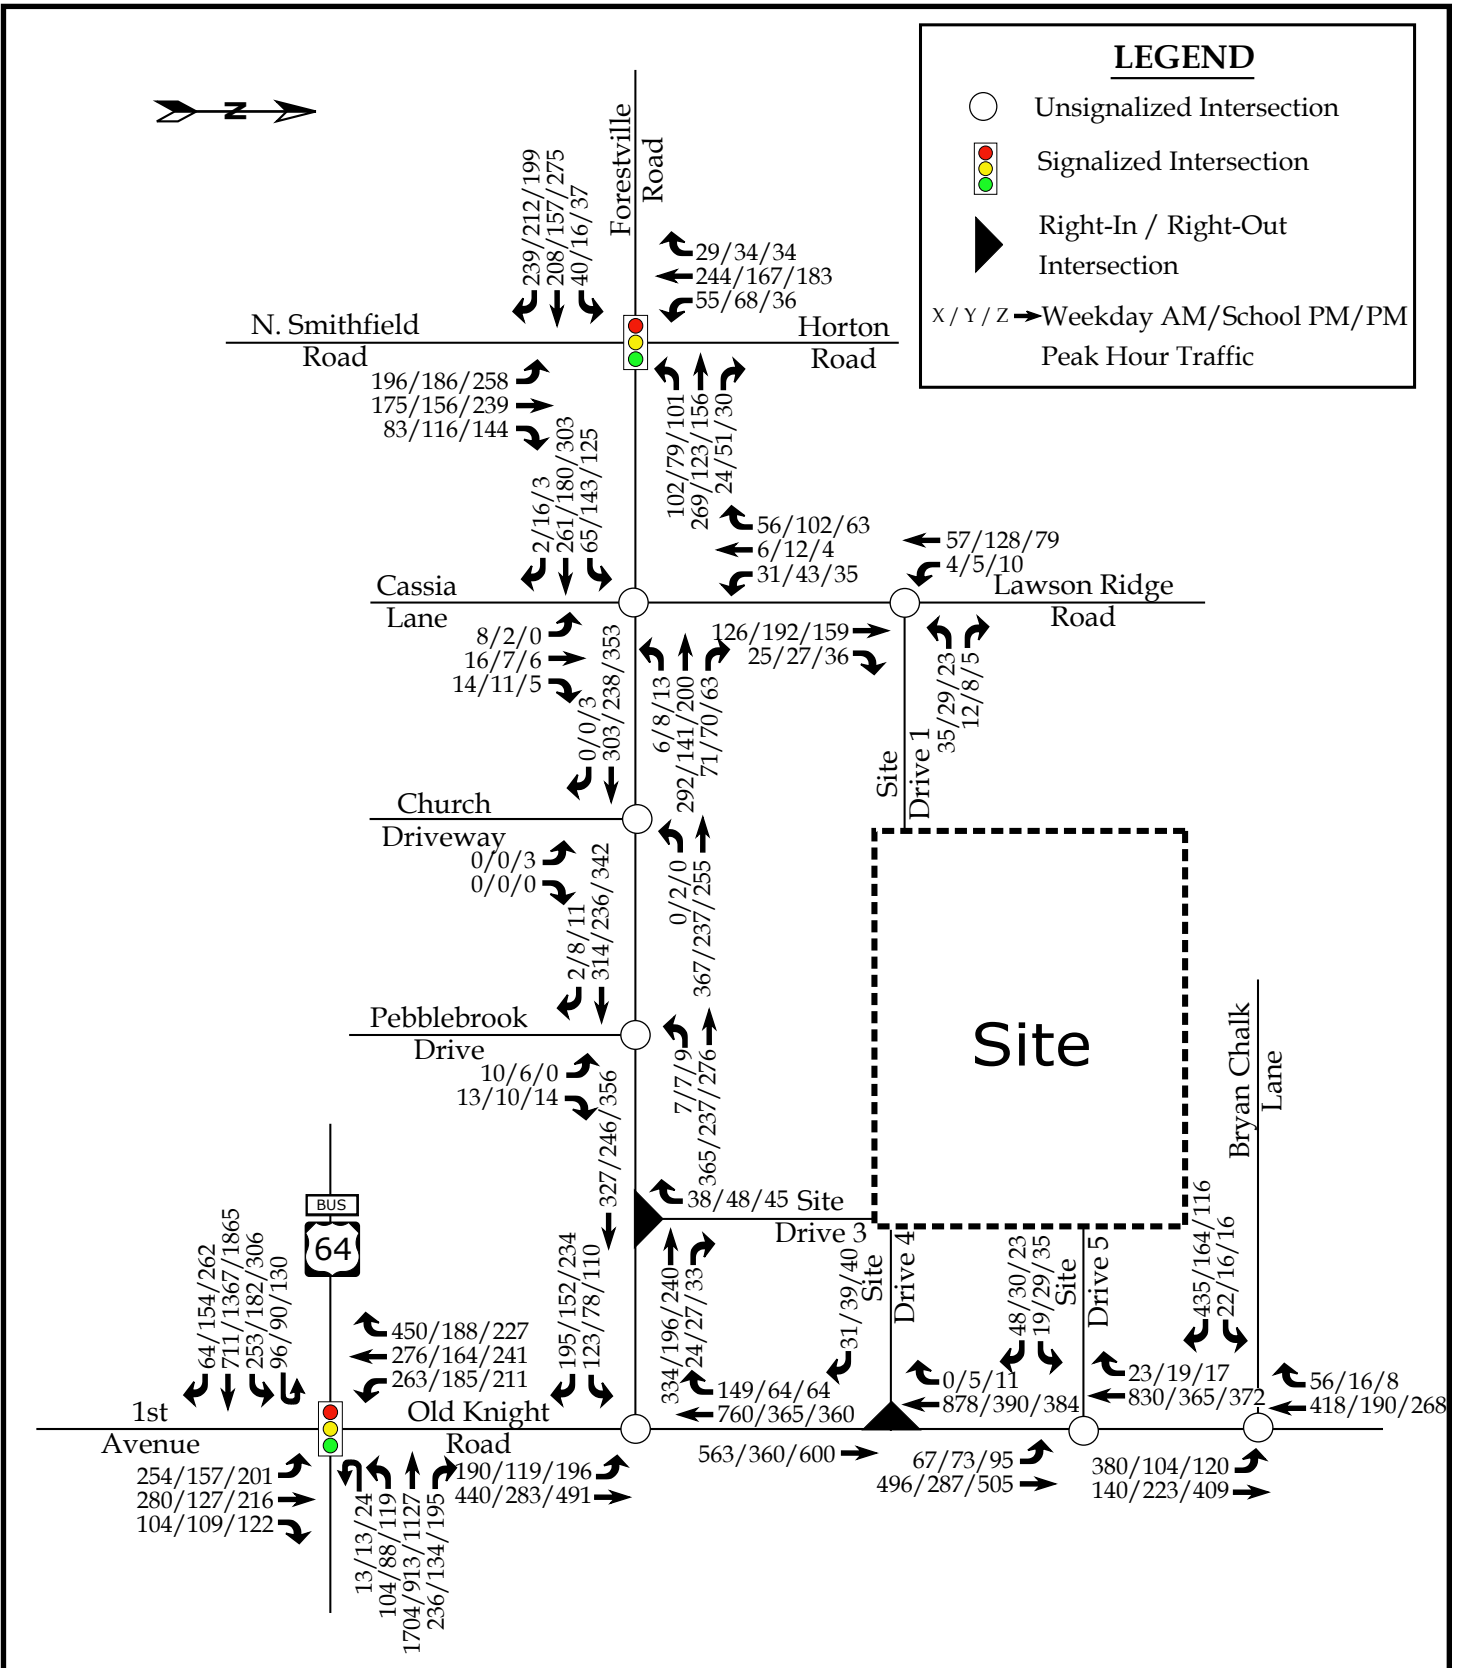 LEGEND
Unsignalized Intersection
Signalized Intersection
Right-In / Right-Out
Intersection
X / Y / Z Weekday AM/School PM/PM
Peak Hour Traffic
N
Forestville
Road
239/212/199
208/157/275
40/16/37
29/34/34
244/167/183
55/68/36
N. Smithfield
Road
Horton
Road
196/186/258
175/156/239
83/116/144
102/79/101
269/123/156
24/51/30
2/16/3
261/180/303
65/143/125
56/102/63
6/12/4
31/43/35
57/128/79
4/5/10
Cassia
Lane
Lawson Ridge
Road
8/2/0
16/7/6
14/11/5
6/8/13
292/141/200
71/70/63
126/192/159
25/27/36
35/29/23
12/8/5
Site
Drive 1
0/0/3
303/238/353
Church
Driveway
0/0/3
0/0/0
0/2/0
367/237/255
2/8/11
314/236/342
Pebblebrook
Drive
10/6/0
13/10/14
7/7/9
365/237/276
327/246/356
Site
Bryan Chalk
Lane
38/48/45
Site
Drive 3
334/196/240
24/27/33
BUS
64
64/154/262
711/1367/1865
253/182/306
96/90/130
450/188/227
276/164/241
263/185/211
195/152/234
123/78/110
149/64/64
760/365/360
31/39/40
Site
Drive 4
0/5/11
878/390/384
48/30/23
19/29/35
Site
Drive 5
23/19/17
830/365/372
435/164/116
22/16/16
56/16/8
418/190/268
1st
Avenue
Old Knight
Road
254/157/201
280/127/216
104/109/122
13/13/24
104/88/119
1704/913/1127
236/134/195
190/119/196
440/283/491
563/360/600
67/73/95
496/287/505
380/104/120
140/223/409